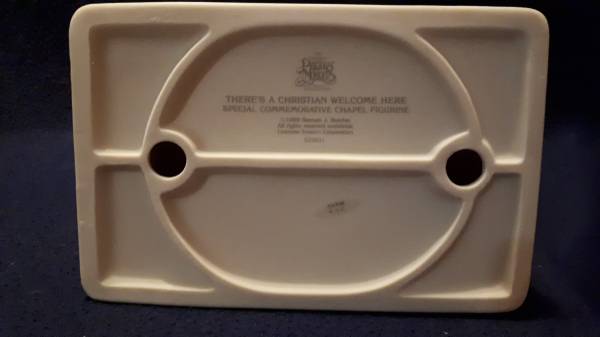 PRECIOUS MOMENTS
THERE'S A CHRISTIAN WELCOME HERE
SPECIAL COMMEMORATIVE CHAPEL FIGURINE
©1989 Samuel J. Butcher
All rights reserved worldwide.
Licensee Enesco Corporation